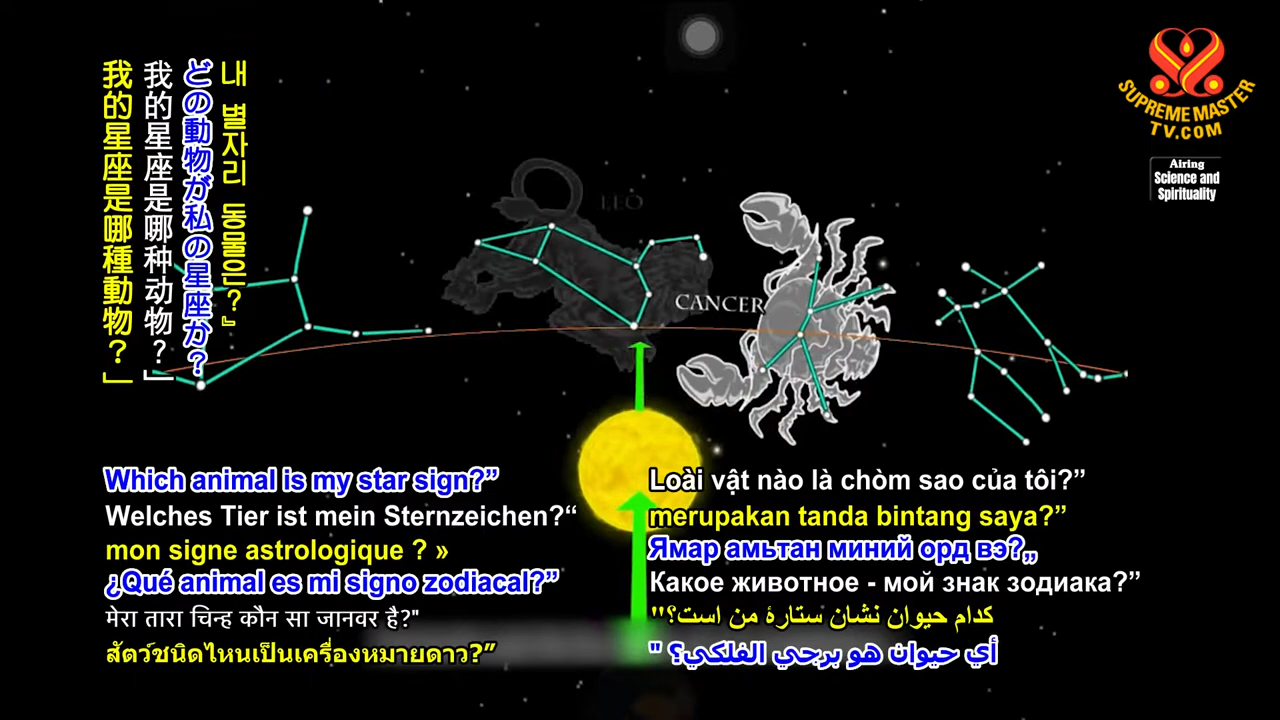 내 별자리 동물은?』
どの動物が私の星座か?
我的星座是哪种动物?」
我的星座是哪種動物?」
SUPREME MASTER
TV.COM
Airing
Science and
Spirituality
LEO
CANCER
Which animal is my star sign?”
Welches Tier ist mein Sternzeichen?“
mon signe astrologique ? »
¿Qué animal es mi signo zodiacal?”
मेरा तारा चिन्ह कौन सा जानवर है?"
สัตว์ชนิดไหนเป็นเครื่องหมายดาว?”
Loài vật nào là chòm sao của tôi?”
merupakan tanda bintang saya?”
Ямар амьтан миний орд вэ?„
Какое животное - мой знак зодиака?”
کدام حیوان نشان ستارۀ من است؟"
أي حيوان هو برجي الفلكي؟ "